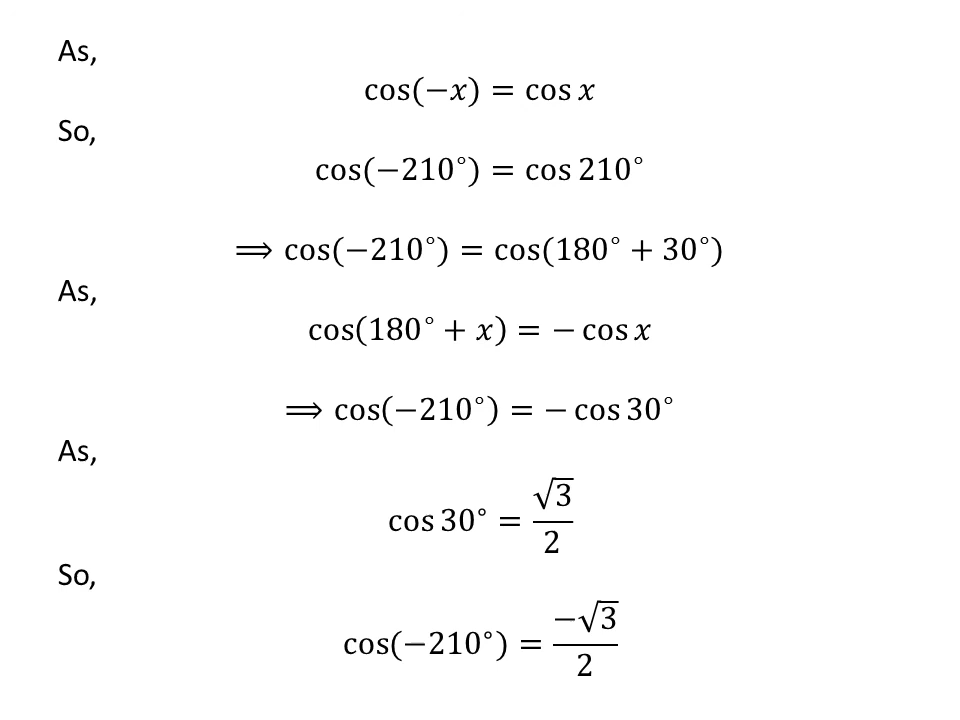 As,
cos(−x) = cos x
So,
cos(−210°) = cos 210°
⟹ cos(−210°) = cos(180° + 30°)
As,
cos(180° + x) = − cos x
⟹ cos(−210°) = − cos 30°
As,
cos 30° = √3/2
So,
cos(−210°) = −√3/2